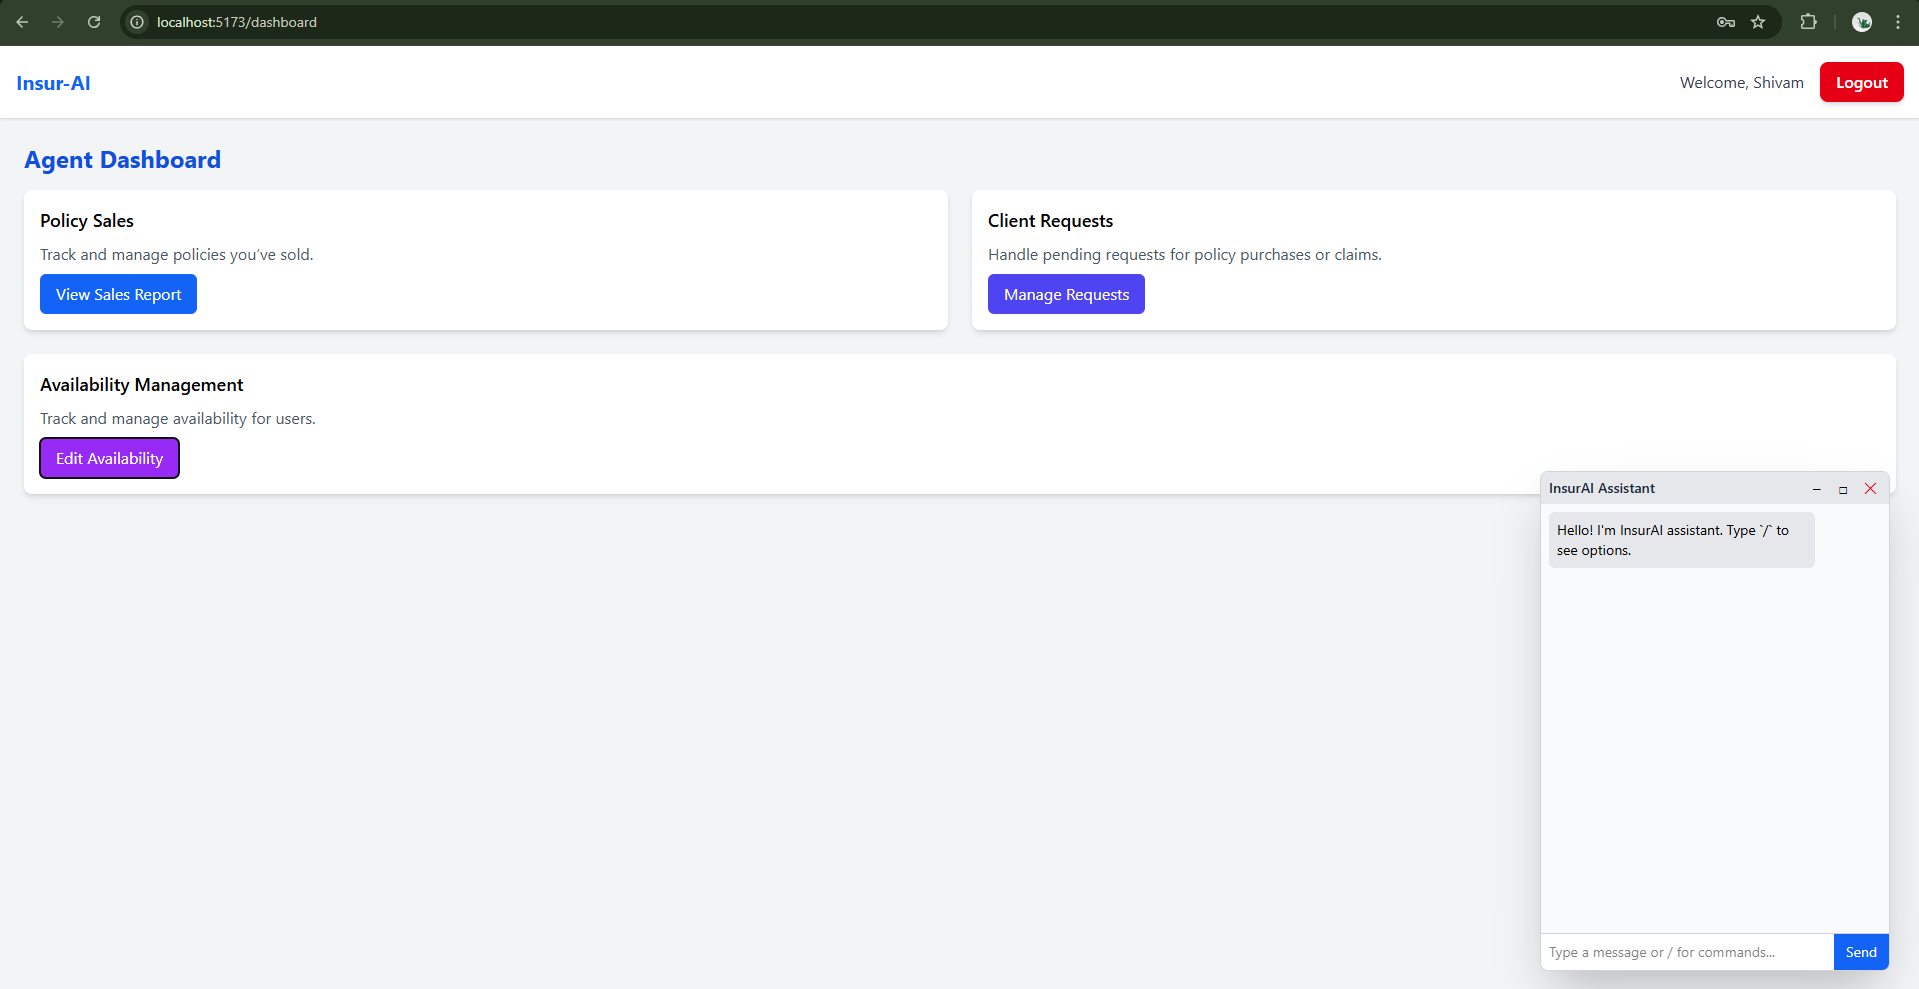 localhost:5173/dashboard
Insur-AI
Welcome, Shivam
Logout
Agent Dashboard
Policy Sales
Track and manage policies you’ve sold.
View Sales Report
Client Requests
Handle pending requests for policy purchases or claims.
Manage Requests
Availability Management
Track and manage availability for users.
Edit Availability
InsurAI Assistant
Hello! I'm InsurAI assistant. Type `/` to
see options.
Type a message or / for commands...
Send